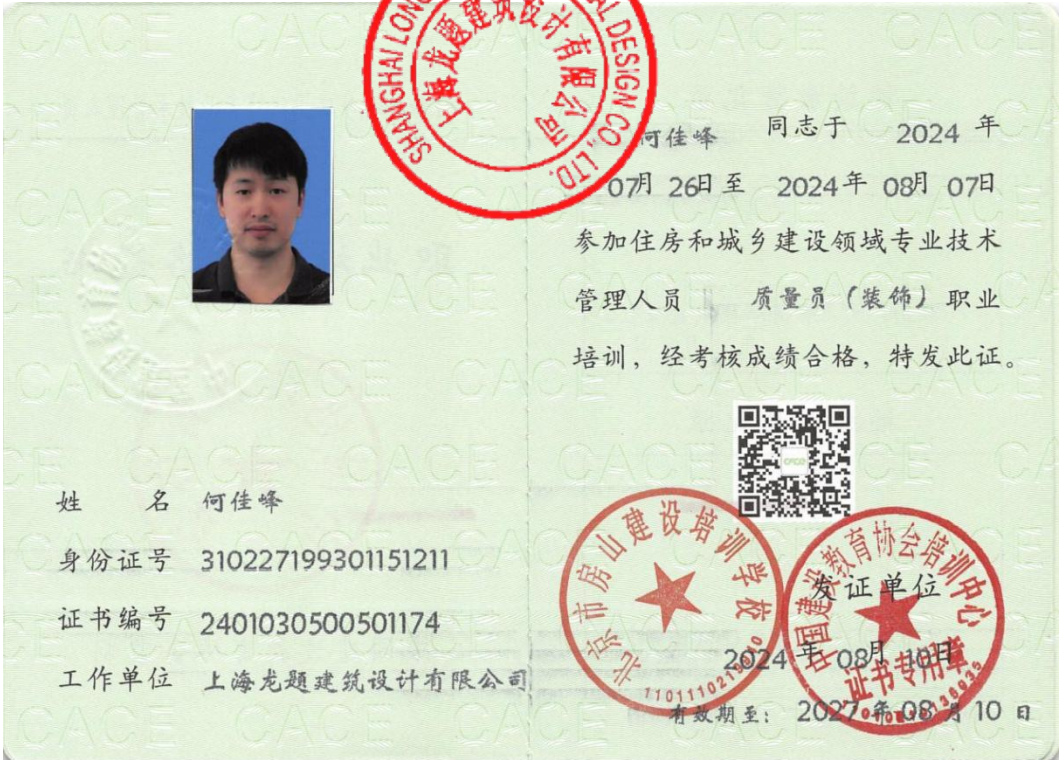 上海龙题建筑设计有限公司
SHANGHAI LONG
AL DESIGN CO., LTD.
何佳峰 同志于 2024 年
07月 26日 至 2024年 08月 07日
参加住房和城乡建设领域专业技术
管理人员 质量员（装饰）职业
培训，经考核成绩合格，特发此证。
姓 名 何佳峰
身份证号 310227199301151211
证书编号 2401030500501174
工作单位 上海龙题建筑设计有限公司
北京市房山建设培训学校
中国建设教育协会培训中心
证书专用章
发证单位
2024 年 08月 10日
有效期至： 2027 年 08 月 10 日
CACE